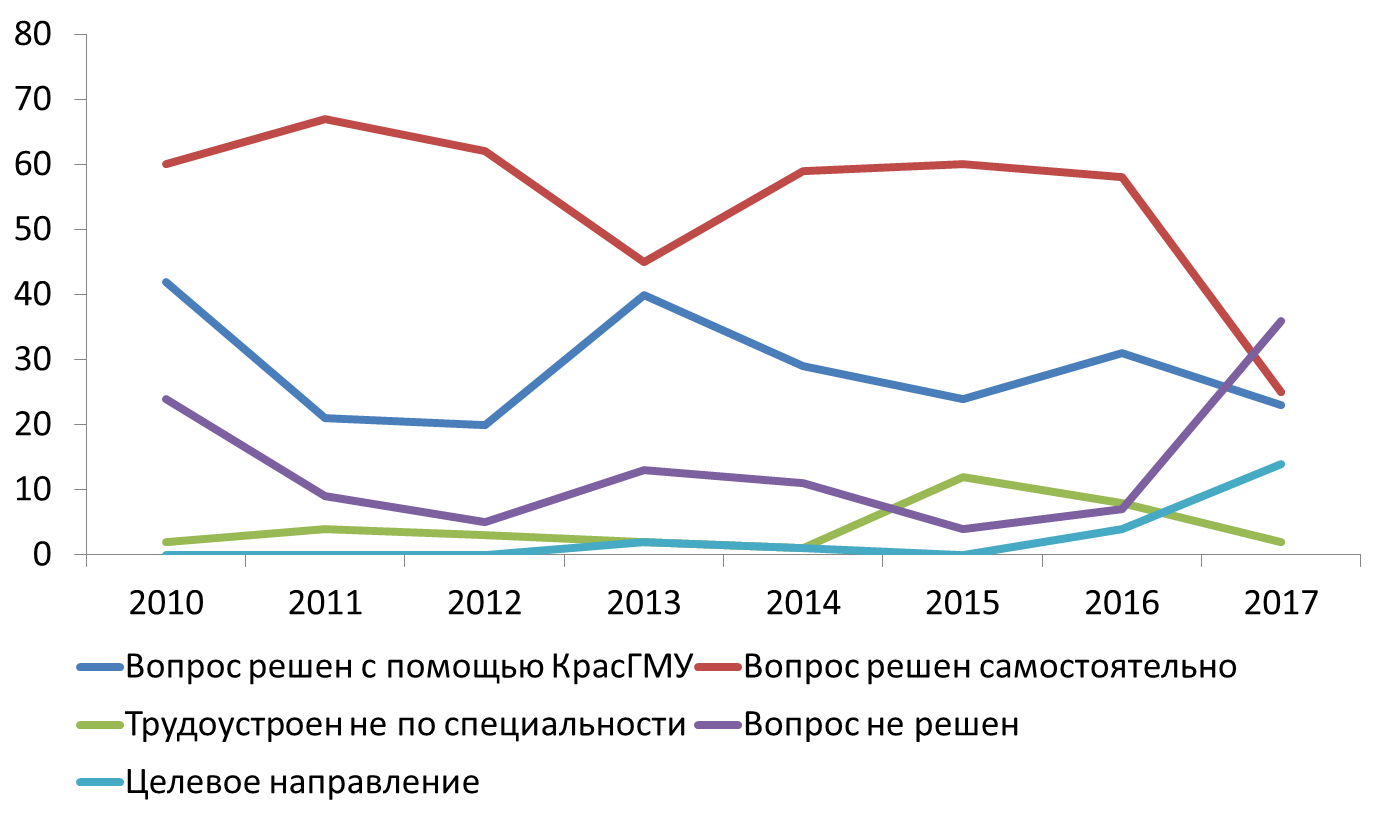 80
70
60
50
40
30
20
10
0
2010 2011 2012 2013 2014 2015 2016 2017
Вопрос решен с помощью КрасГМУ Вопрос решен самостоятельно
Трудоустроен не по специальности Вопрос не решен
Целевое направление